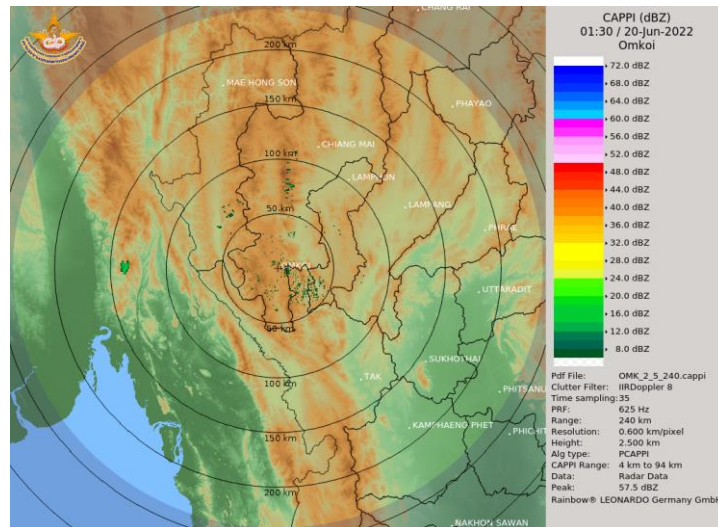 CHANG RAI
200 km
MAE HONG SON
150 km
PHAYAO
CHIANG MAI
100 km
LAMPHUN
LAMPANG
50 km
PHRAE
UTTARADIT
50 km
SUKHOTHAI
TAK
100 km
PHITSANU
KAMPHAENG PHET
PHICHIT
150 km
200 km
NAKHON SAWAN
CAPPI (dBZ)
01:30 / 20-Jun-2022
Omkoi
72.0 dBZ
68.0 dBZ
64.0 dBZ
60.0 dBZ
56.0 dBZ
52.0 dBZ
48.0 dBZ
44.0 dBZ
40.0 dBZ
36.0 dBZ
32.0 dBZ
28.0 dBZ
24.0 dBZ
20.0 dBZ
16.0 dBZ
12.0 dBZ
8.0 dBZ
Pdf File: OMK_2_5_240.cappi
Clutter Filter: IIRDoppler 8
Time sampling:35
PRF: 625 Hz
Range: 240 km
Resolution: 0.600 km/pixel
Height: 2.500 km
Alg type: PCAPPI
CAPPI Range: 4 km to 94 km
Data: Radar Data
Peak: 57.5 dBZ
Rainbow® LEONARDO Germany GmbH